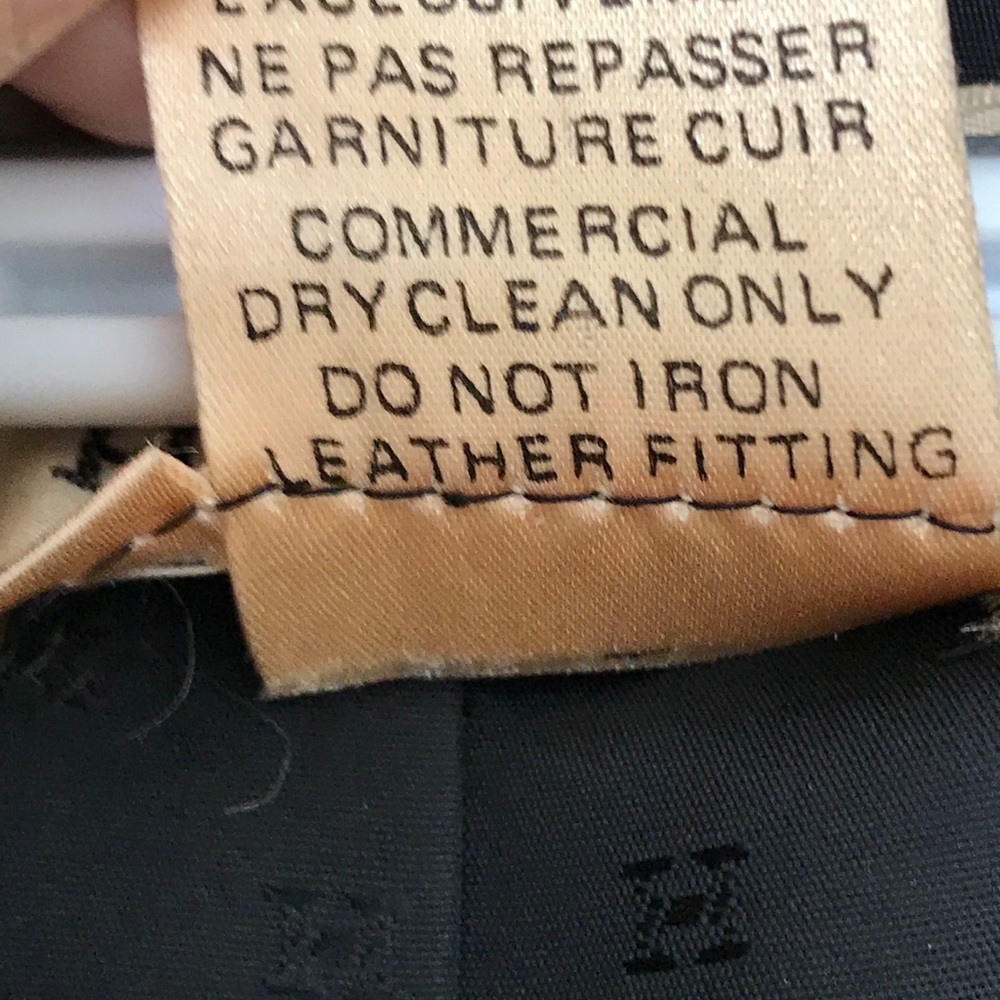 NE PAS REPASSER
GARNITURE CUIR
COMMERCIAL
DRY CLEAN ONLY
DO NOT IRON
LEATHER FITTING
H